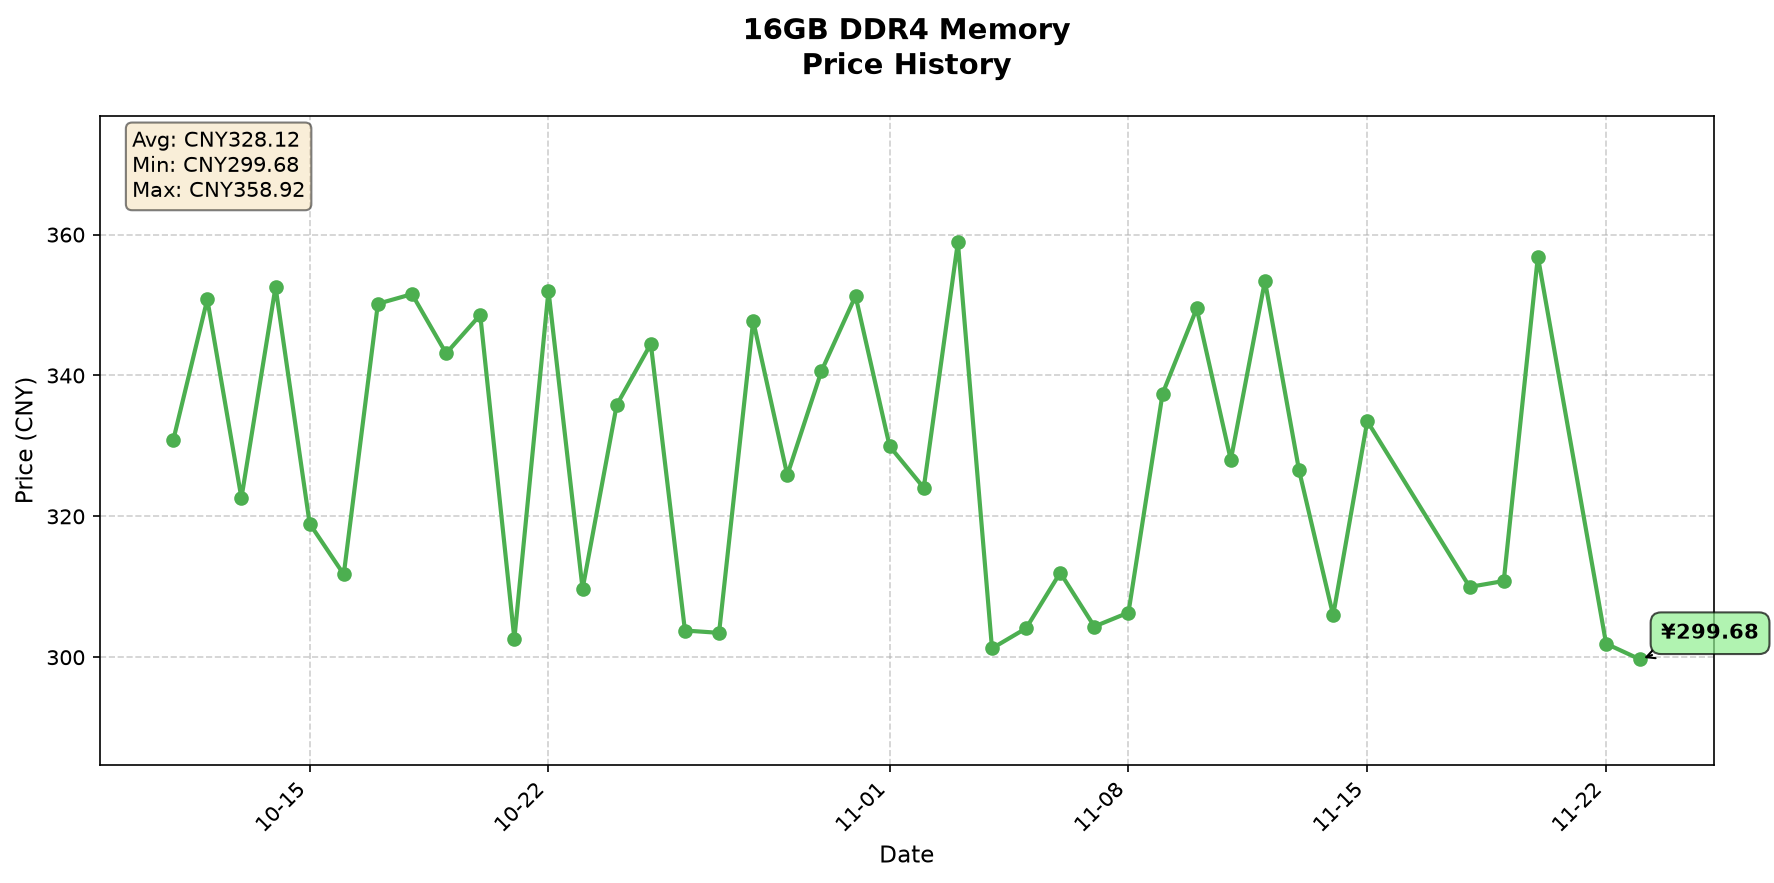 16GB DDR4 Memory
Price History
Avg: CNY328.12
Min: CNY299.68
Max: CNY358.92
360
340
320
300
Price (CNY)
¥299.68
10-15
10-22
11-01
11-08
11-15
11-22
Date